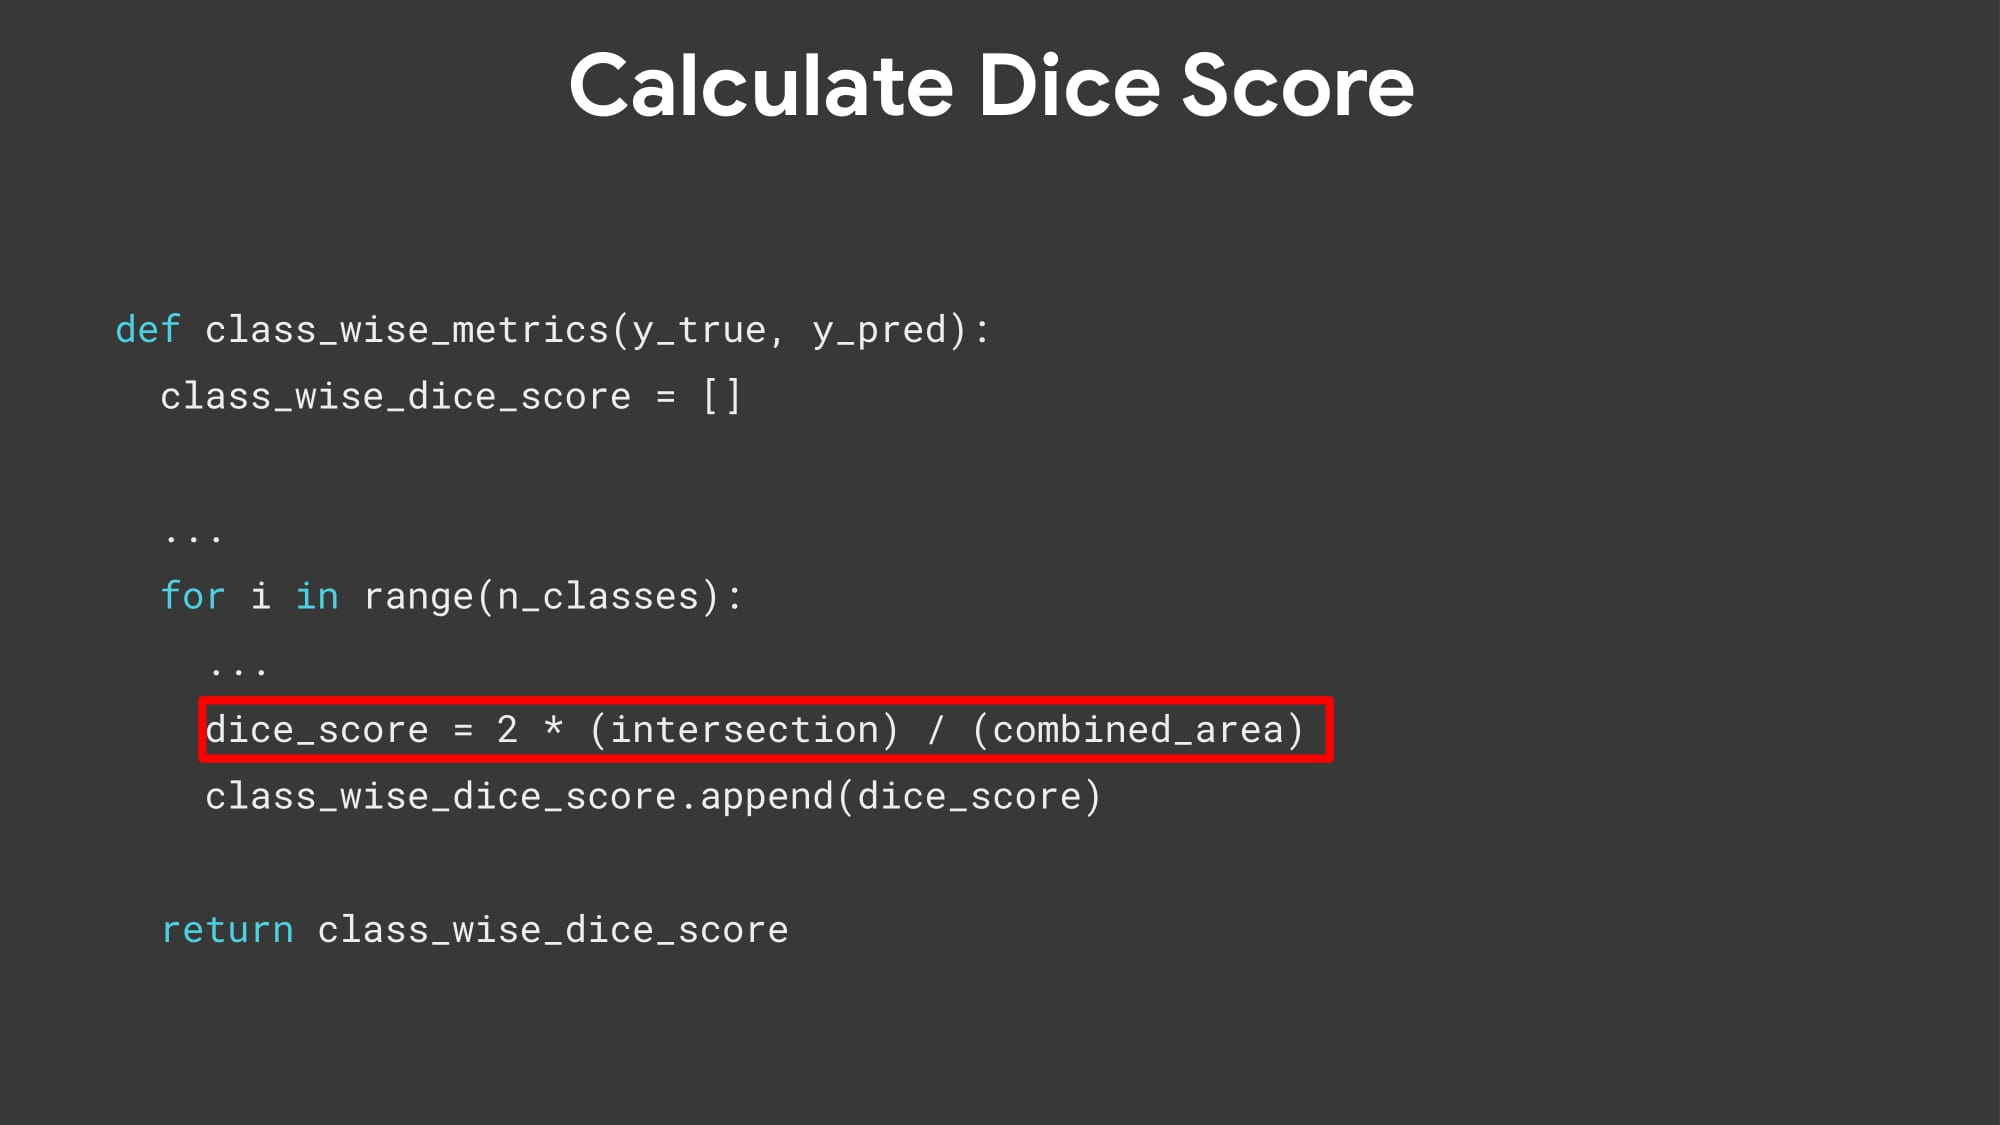 Calculate Dice Score
def class_wise_metrics(y_true, y_pred):
class_wise_dice_score = []
...
for i in range(n_classes):
...
dice_score = 2 * (intersection) / (combined_area)
class_wise_dice_score.append(dice_score)
return class_wise_dice_score